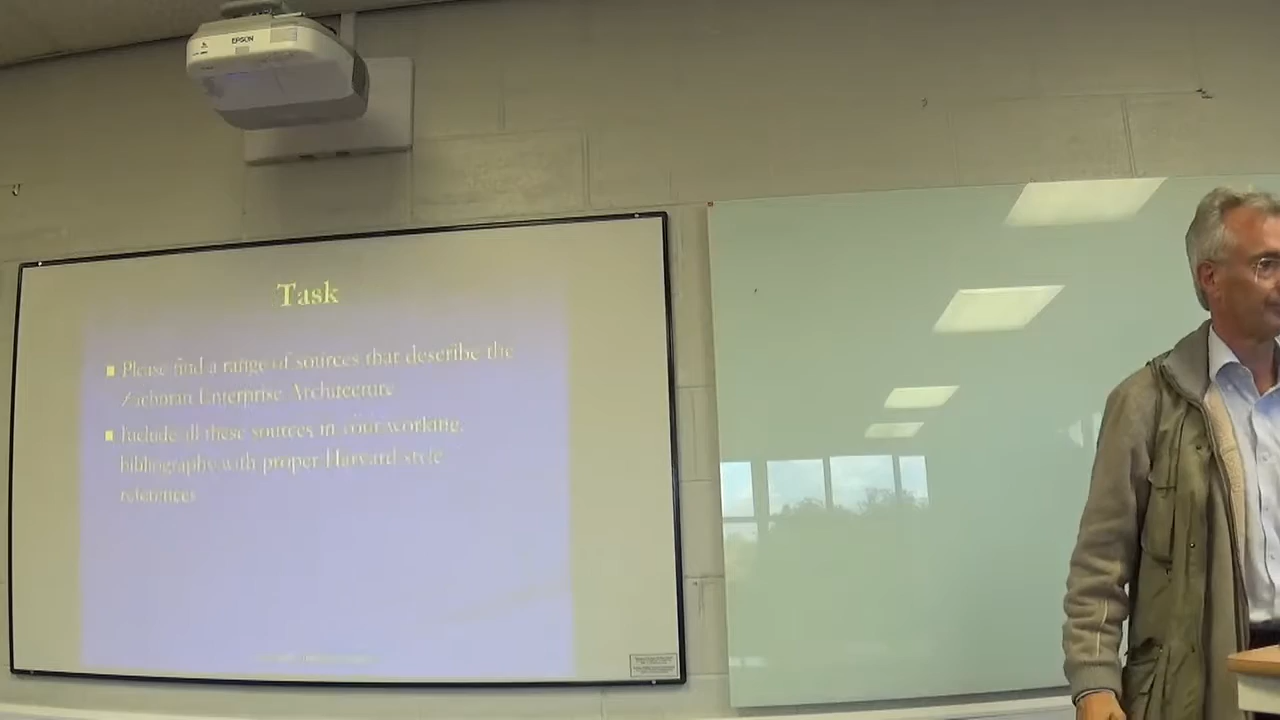 EPSON
Task
Please find a range of sources that describe the
Zachman Enterprise Architecture
Include all these sources in your working
bibliography with proper Harvard style
references